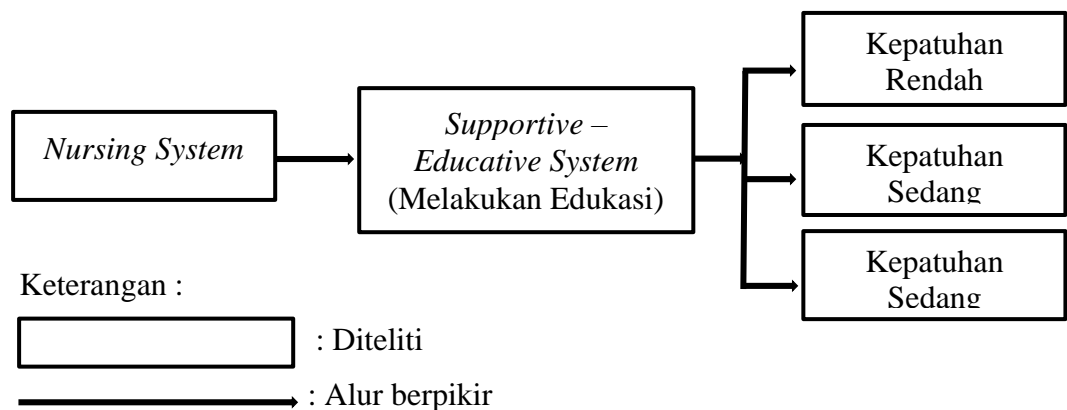 Nursing System
Supportive –
Educative System
(Melakukan Edukasi)
Kepatuhan
Rendah
Kepatuhan
Sedang
Kepatuhan
Sedang
Keterangan :
: Diteliti
: Alur berpikir